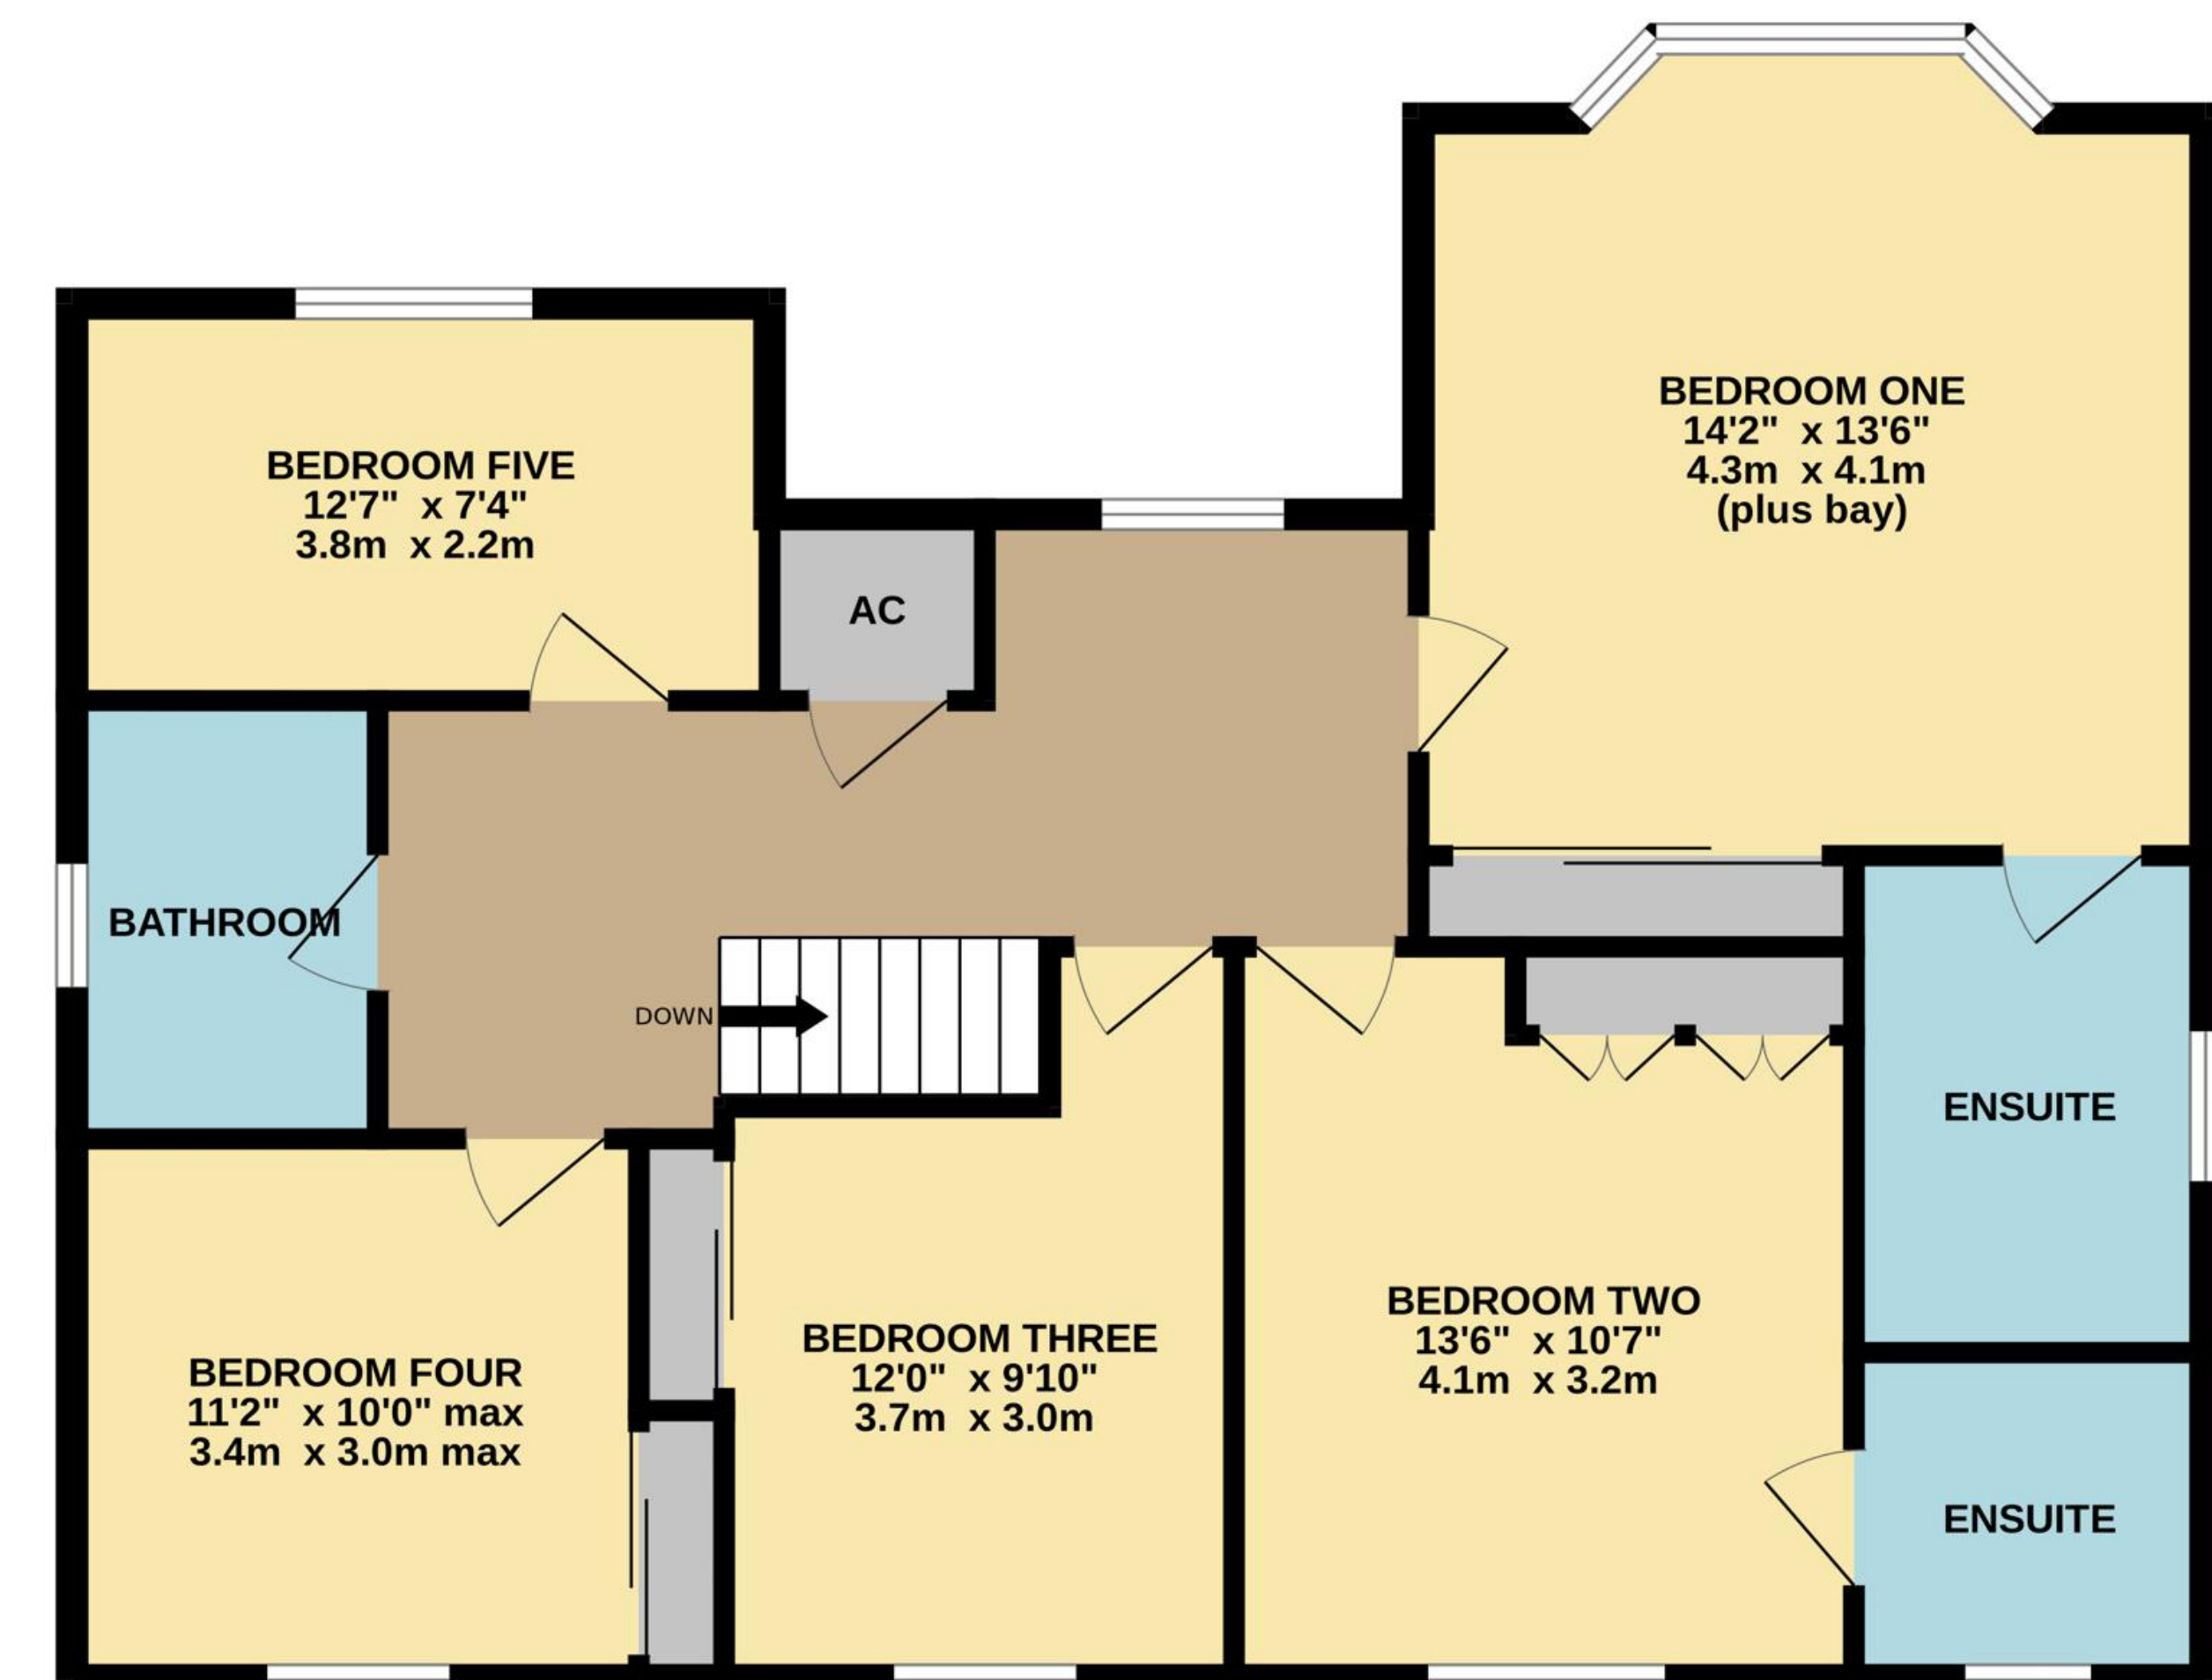 BEDROOM ONE
14'2" x 13'6"
4.3m x 4.1m
(plus bay)
BEDROOM FIVE
12'7" x 7'4"
3.8m x 2.2m
AC
BATHROOM
DOWN
ENSUITE
BEDROOM TWO
13'6" x 10'7"
4.1m x 3.2m
BEDROOM THREE
12'0" x 9'10"
3.7m x 3.0m
BEDROOM FOUR
11'2" x 10'0" max
3.4m x 3.0m max
ENSUITE